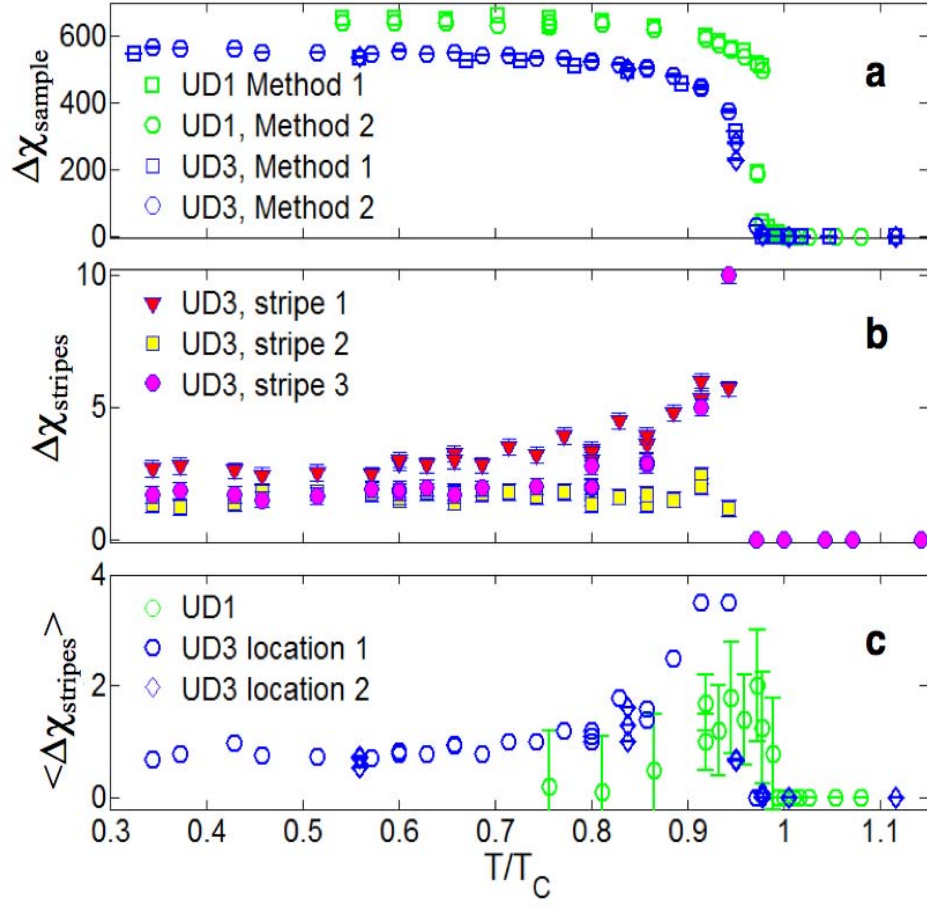 600
400
200
0
Δχsample
a
UD1 Method 1
UD1, Method 2
UD3, Method 1
UD3, Method 2
10
5
0
Δχstripes
b
UD3, stripe 1
UD3, stripe 2
UD3, stripe 3
4
2
0
<Δχstripes>
c
UD1
UD3 location 1
UD3 location 2
0.3 0.4 0.5 0.6 0.7 0.8 0.9 1 1.1
T/TC